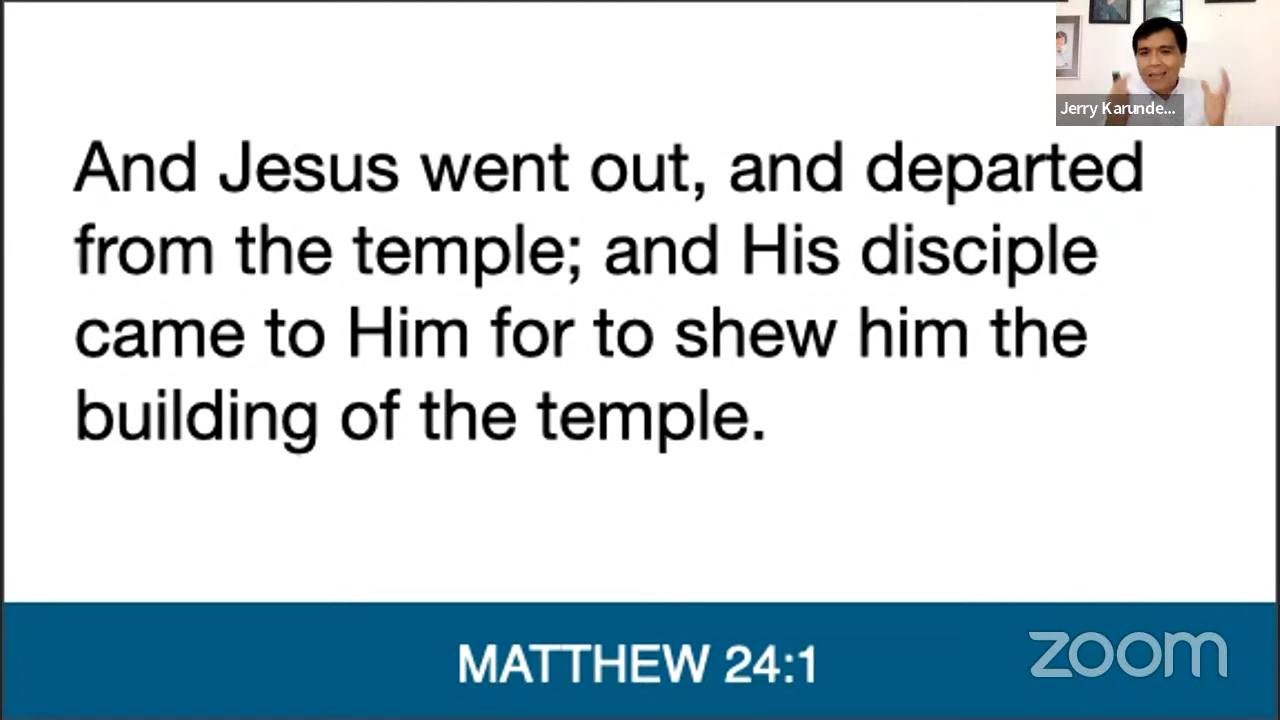 Jerry Karunde...
And Jesus went out, and departed
from the temple; and His disciple
came to Him for to shew him the
building of the temple.
MATTHEW 24:1
zoom